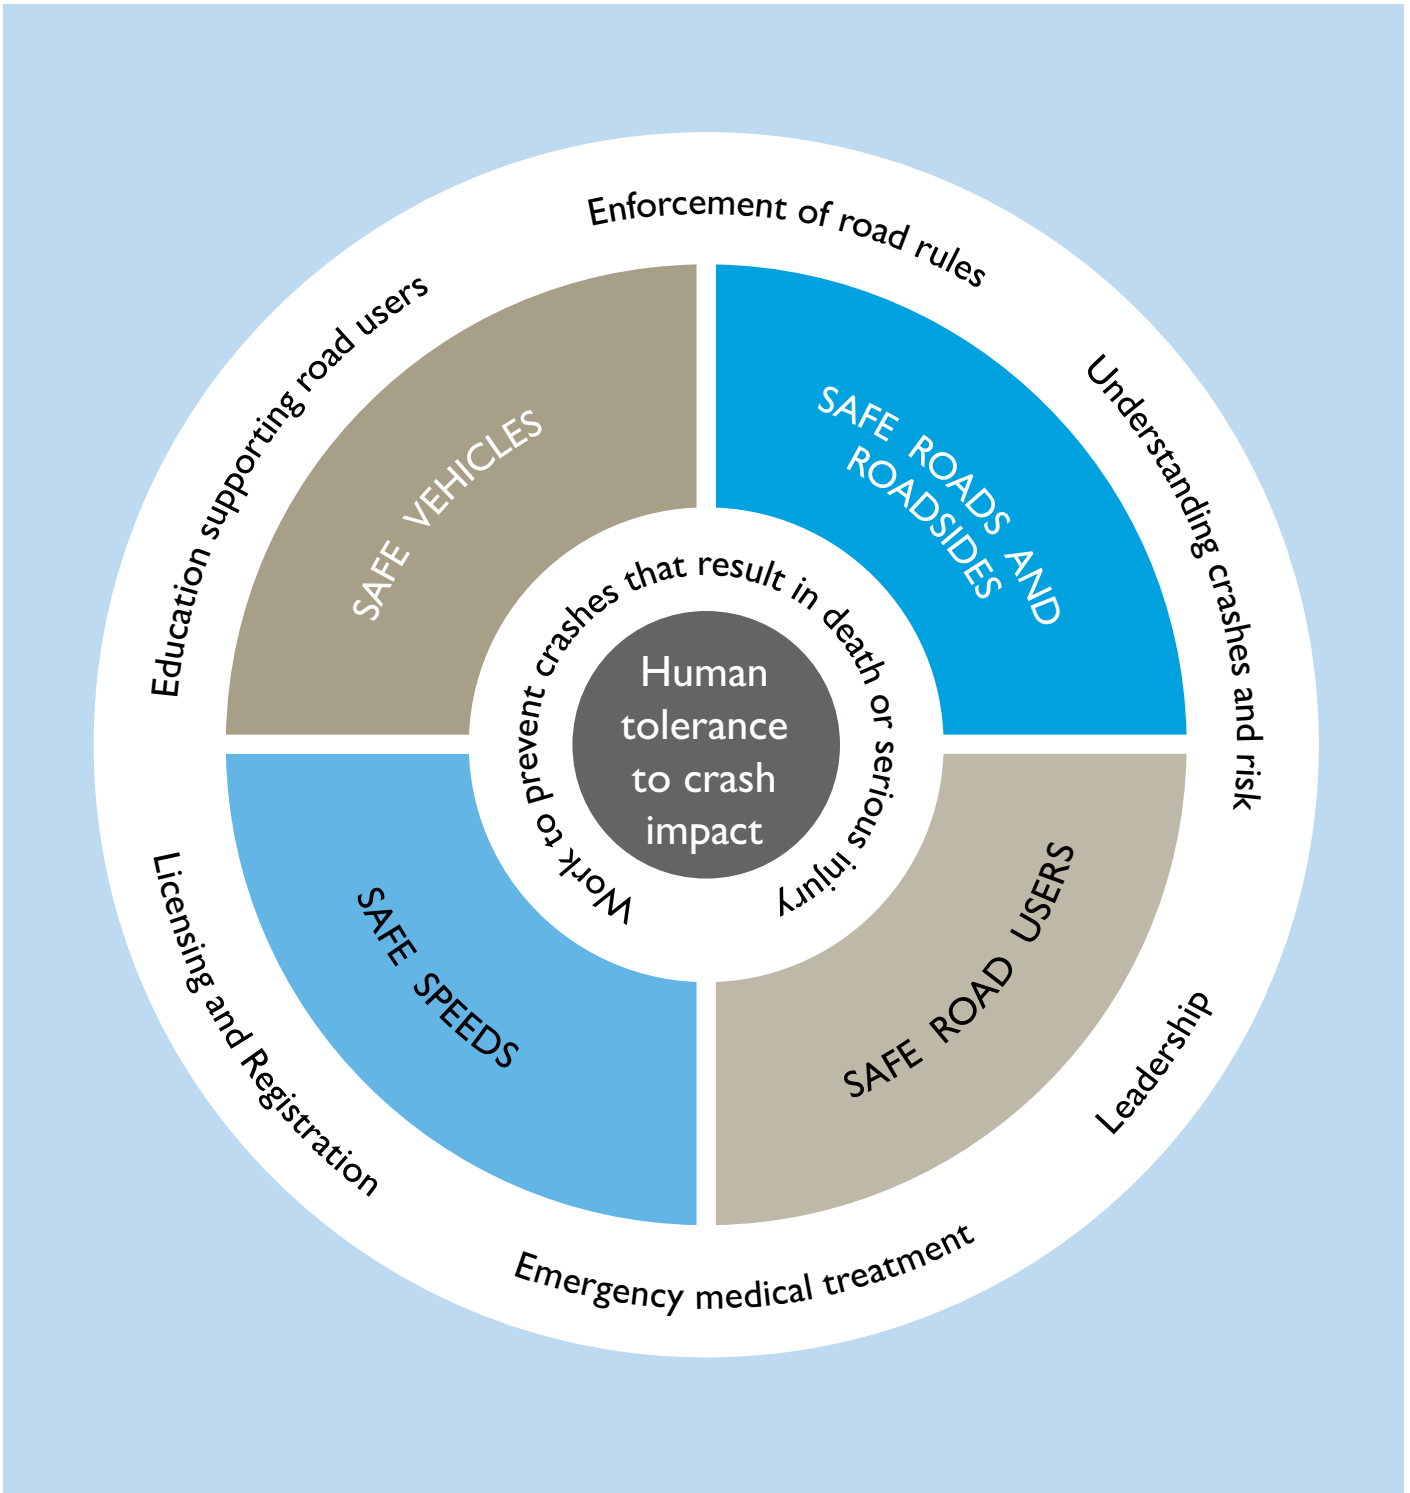 Enforcement of road rules
Understanding crashes and risk
Leadership
Emergency medical treatment
Licensing and Registration
Education supporting road users
SAFE VEHICLES
SAFE ROADS AND
ROADSIDES
SAFE ROAD USERS
SAFE SPEEDS
Work to prevent crashes that result in death or serious injury
Human
tolerance
to crash
impact